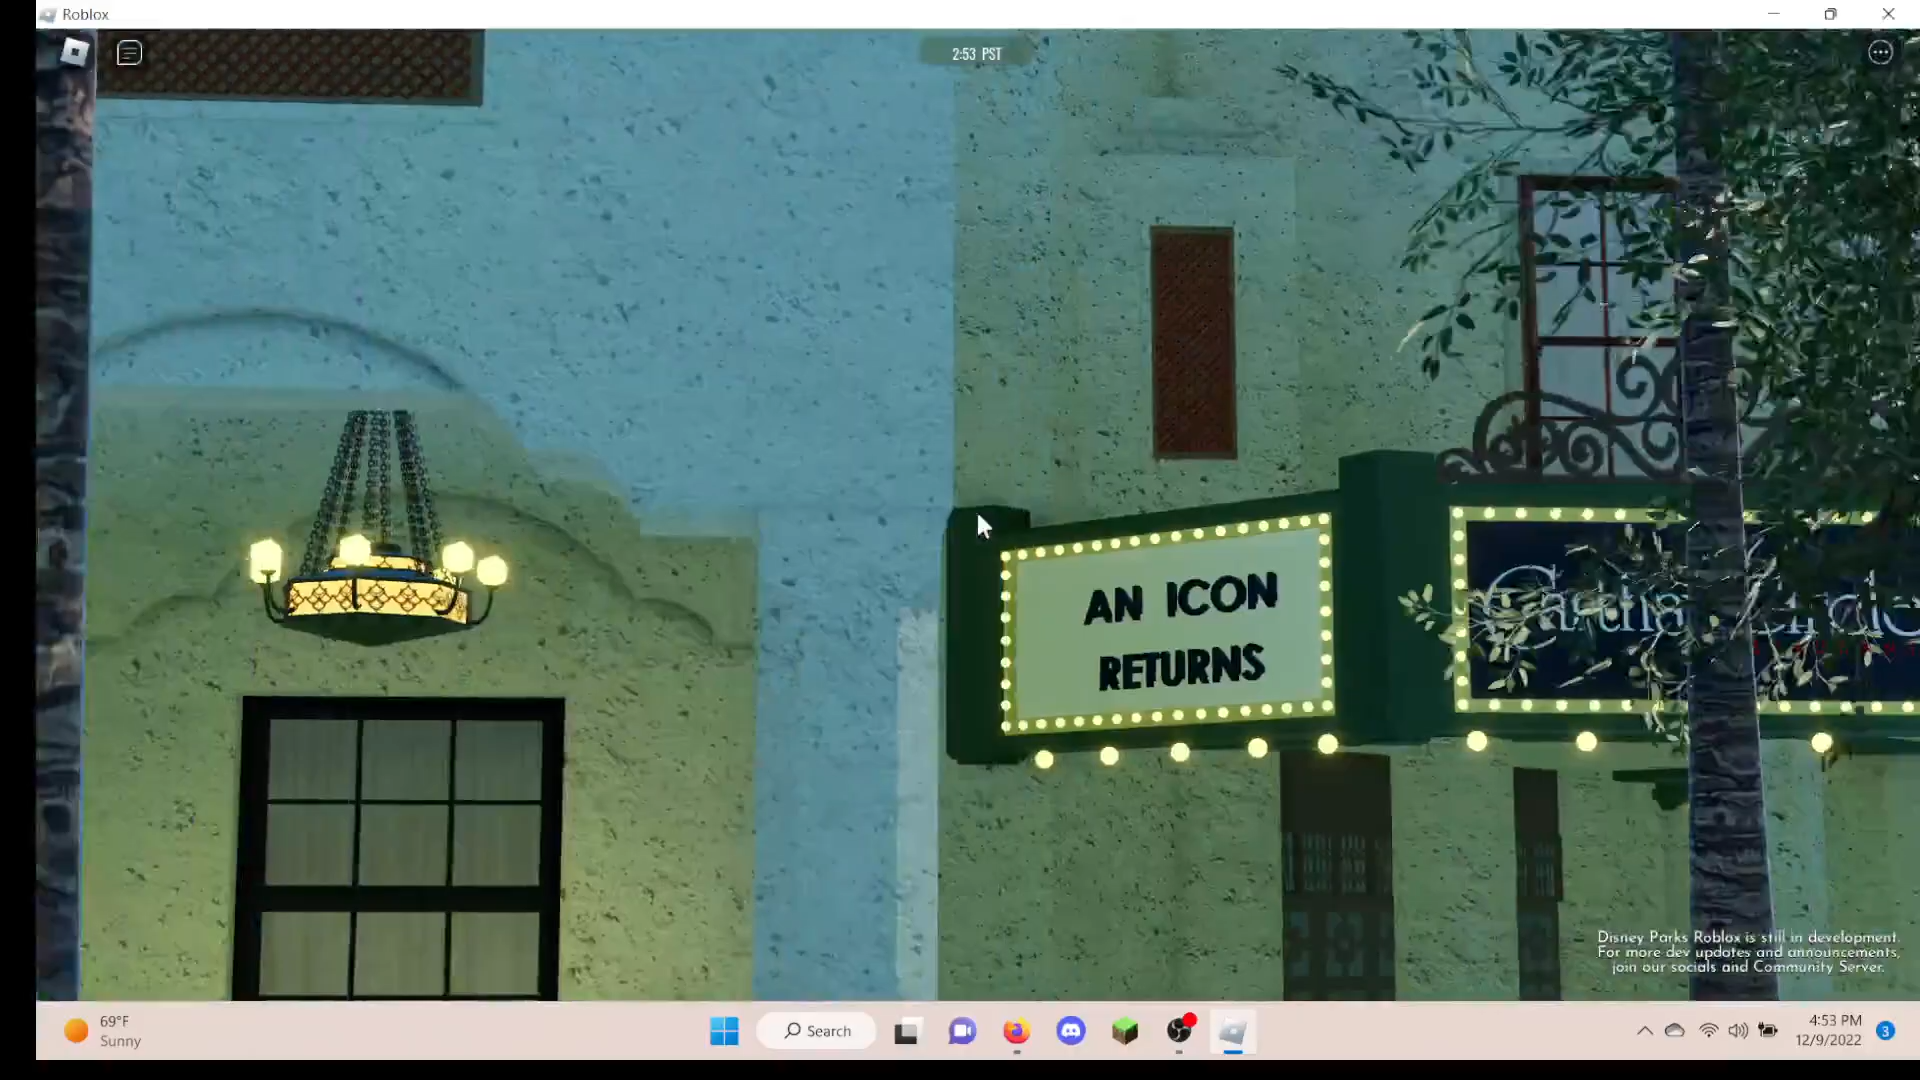 Roblox
2:53 PST
AN ICON
RETURNS
Disney Parks Roblox is still in development.
For more dev updates and announcements,
join our socials and Community Server.
69°F
Sunny
Search
4:53 PM
12/9/2022
3